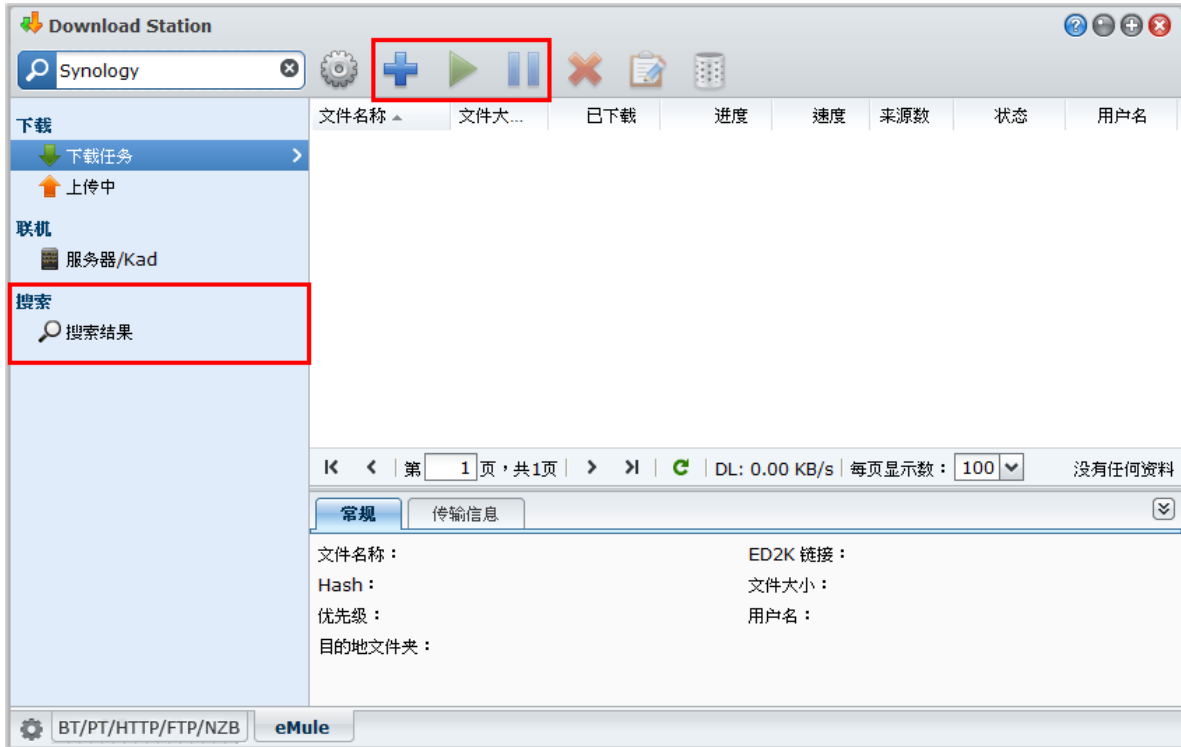 Download Station
Synology
下载
下载任务
上传中
联机
服务器/Kad
搜索
搜索结果
文件名称 文件大... 已下载 进度 速度 来源数 状态 用户名
第 1 页，共1页 DL: 0.00 KB/s 每页显示数： 100 没有任何资料
常规 传输信息
文件名称： ED2K 链接：
Hash： 文件大小：
优先级： 用户名：
目的地文件夹：
BT/PT/HTTP/FTP/NZB eMule